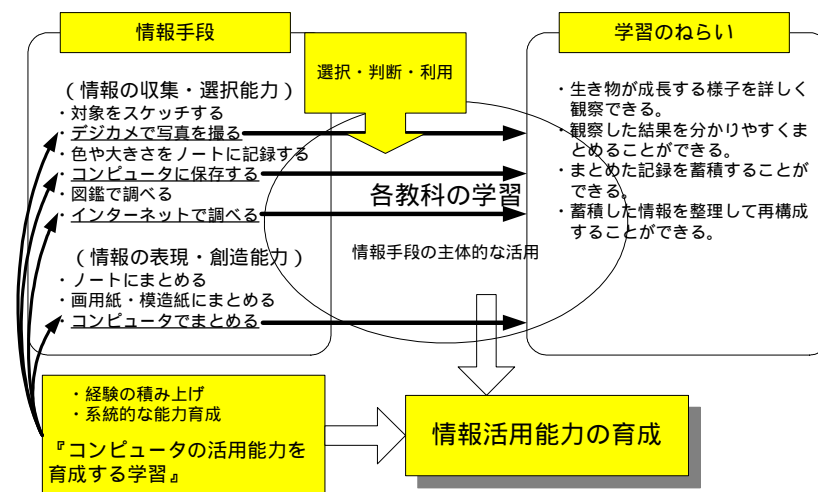 情報手段
（情報の収集・選択能力）
・対象をスケッチする
・デジカメで写真を撮る
・色や大きさをノートに記録する
・コンピュータに保存する
・図鑑で調べる
・インターネットで調べる
（情報の表現・創造能力）
・ノートにまとめる
・画用紙・模造紙にまとめる
・コンピュータでまとめる
選択・判断・利用
各教科の学習
情報手段の主体的な活用
学習のねらい
・生き物が成長する様子を詳しく
観察できる。
・観察した結果を分かりやすくま
とめることができる。
・まとめた記録を蓄積することが
できる。
・蓄積した情報を整理して再構成
することができる。
・経験の積み上げ
・系統的な能力育成
『コンピュータの活用能力を
育成する学習』
情報活用能力の育成